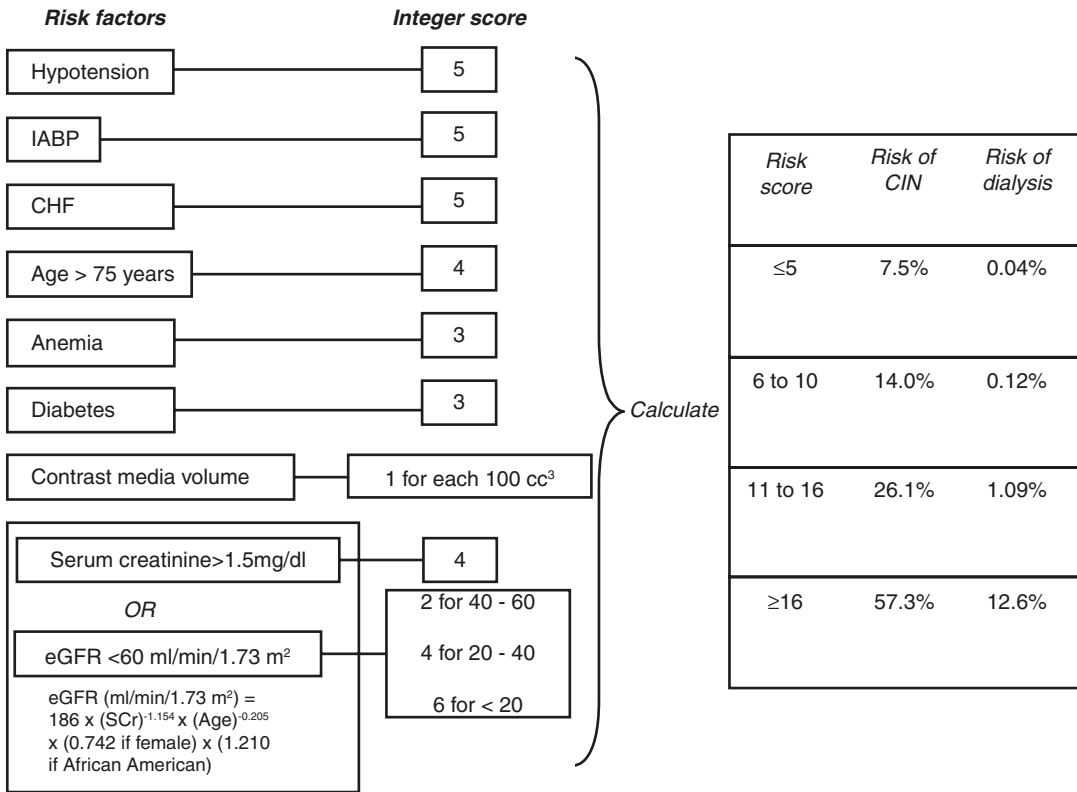 Risk factors Integer score
Hypotension 5
IABP 5
CHF 5
Age > 75 years 4
Anemia 3
Diabetes 3
Contrast media volume 1 for each 100 cc³
Serum creatinine>1.5mg/dl 4
OR
eGFR <60 ml/min/1.73 m²
2 for 40 - 60
4 for 20 - 40
6 for < 20
eGFR (ml/min/1.73 m²) =
186 x (SCr)⁻¹·¹⁵⁴ x (Age)⁻⁰·²⁰⁵
x (0.742 if female) x (1.210
if African American)
Calculate
Risk score Risk of CIN Risk of dialysis
≤5 7.5% 0.04%
6 to 10 14.0% 0.12%
11 to 16 26.1% 1.09%
≥16 57.3% 12.6%